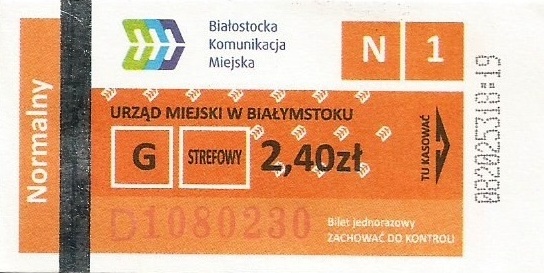 Normalny
Białostocka
Komunikacja
Miejska
N 1
URZĄD MIEJSKI W BIAŁYMSTOKU
G STREFOWY 2,40zł
TU KASOWAĆ
D1080230
Bilet jednorazowy
ZACHOWAĆ DO KONTROLI